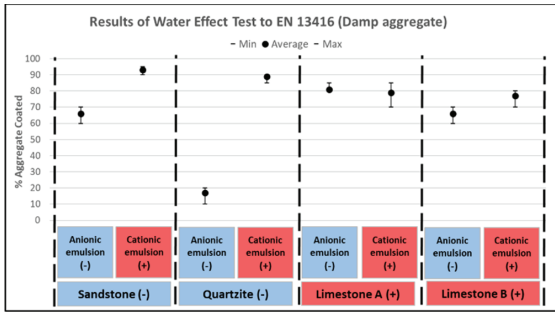 Results of Water Effect Test to EN 13416 (Damp aggregate)
– Min ● Average – Max
% Aggregate Coated
100
90
80
70
60
50
40
30
20
10
0
Anionic emulsion (-)
Cationic emulsion (+)
Anionic emulsion (-)
Cationic emulsion (+)
Anionic emulsion (-)
Cationic emulsion (+)
Anionic emulsion (-)
Cationic emulsion (+)
Sandstone (-)
Quartzite (-)
Limestone A (+)
Limestone B (+)